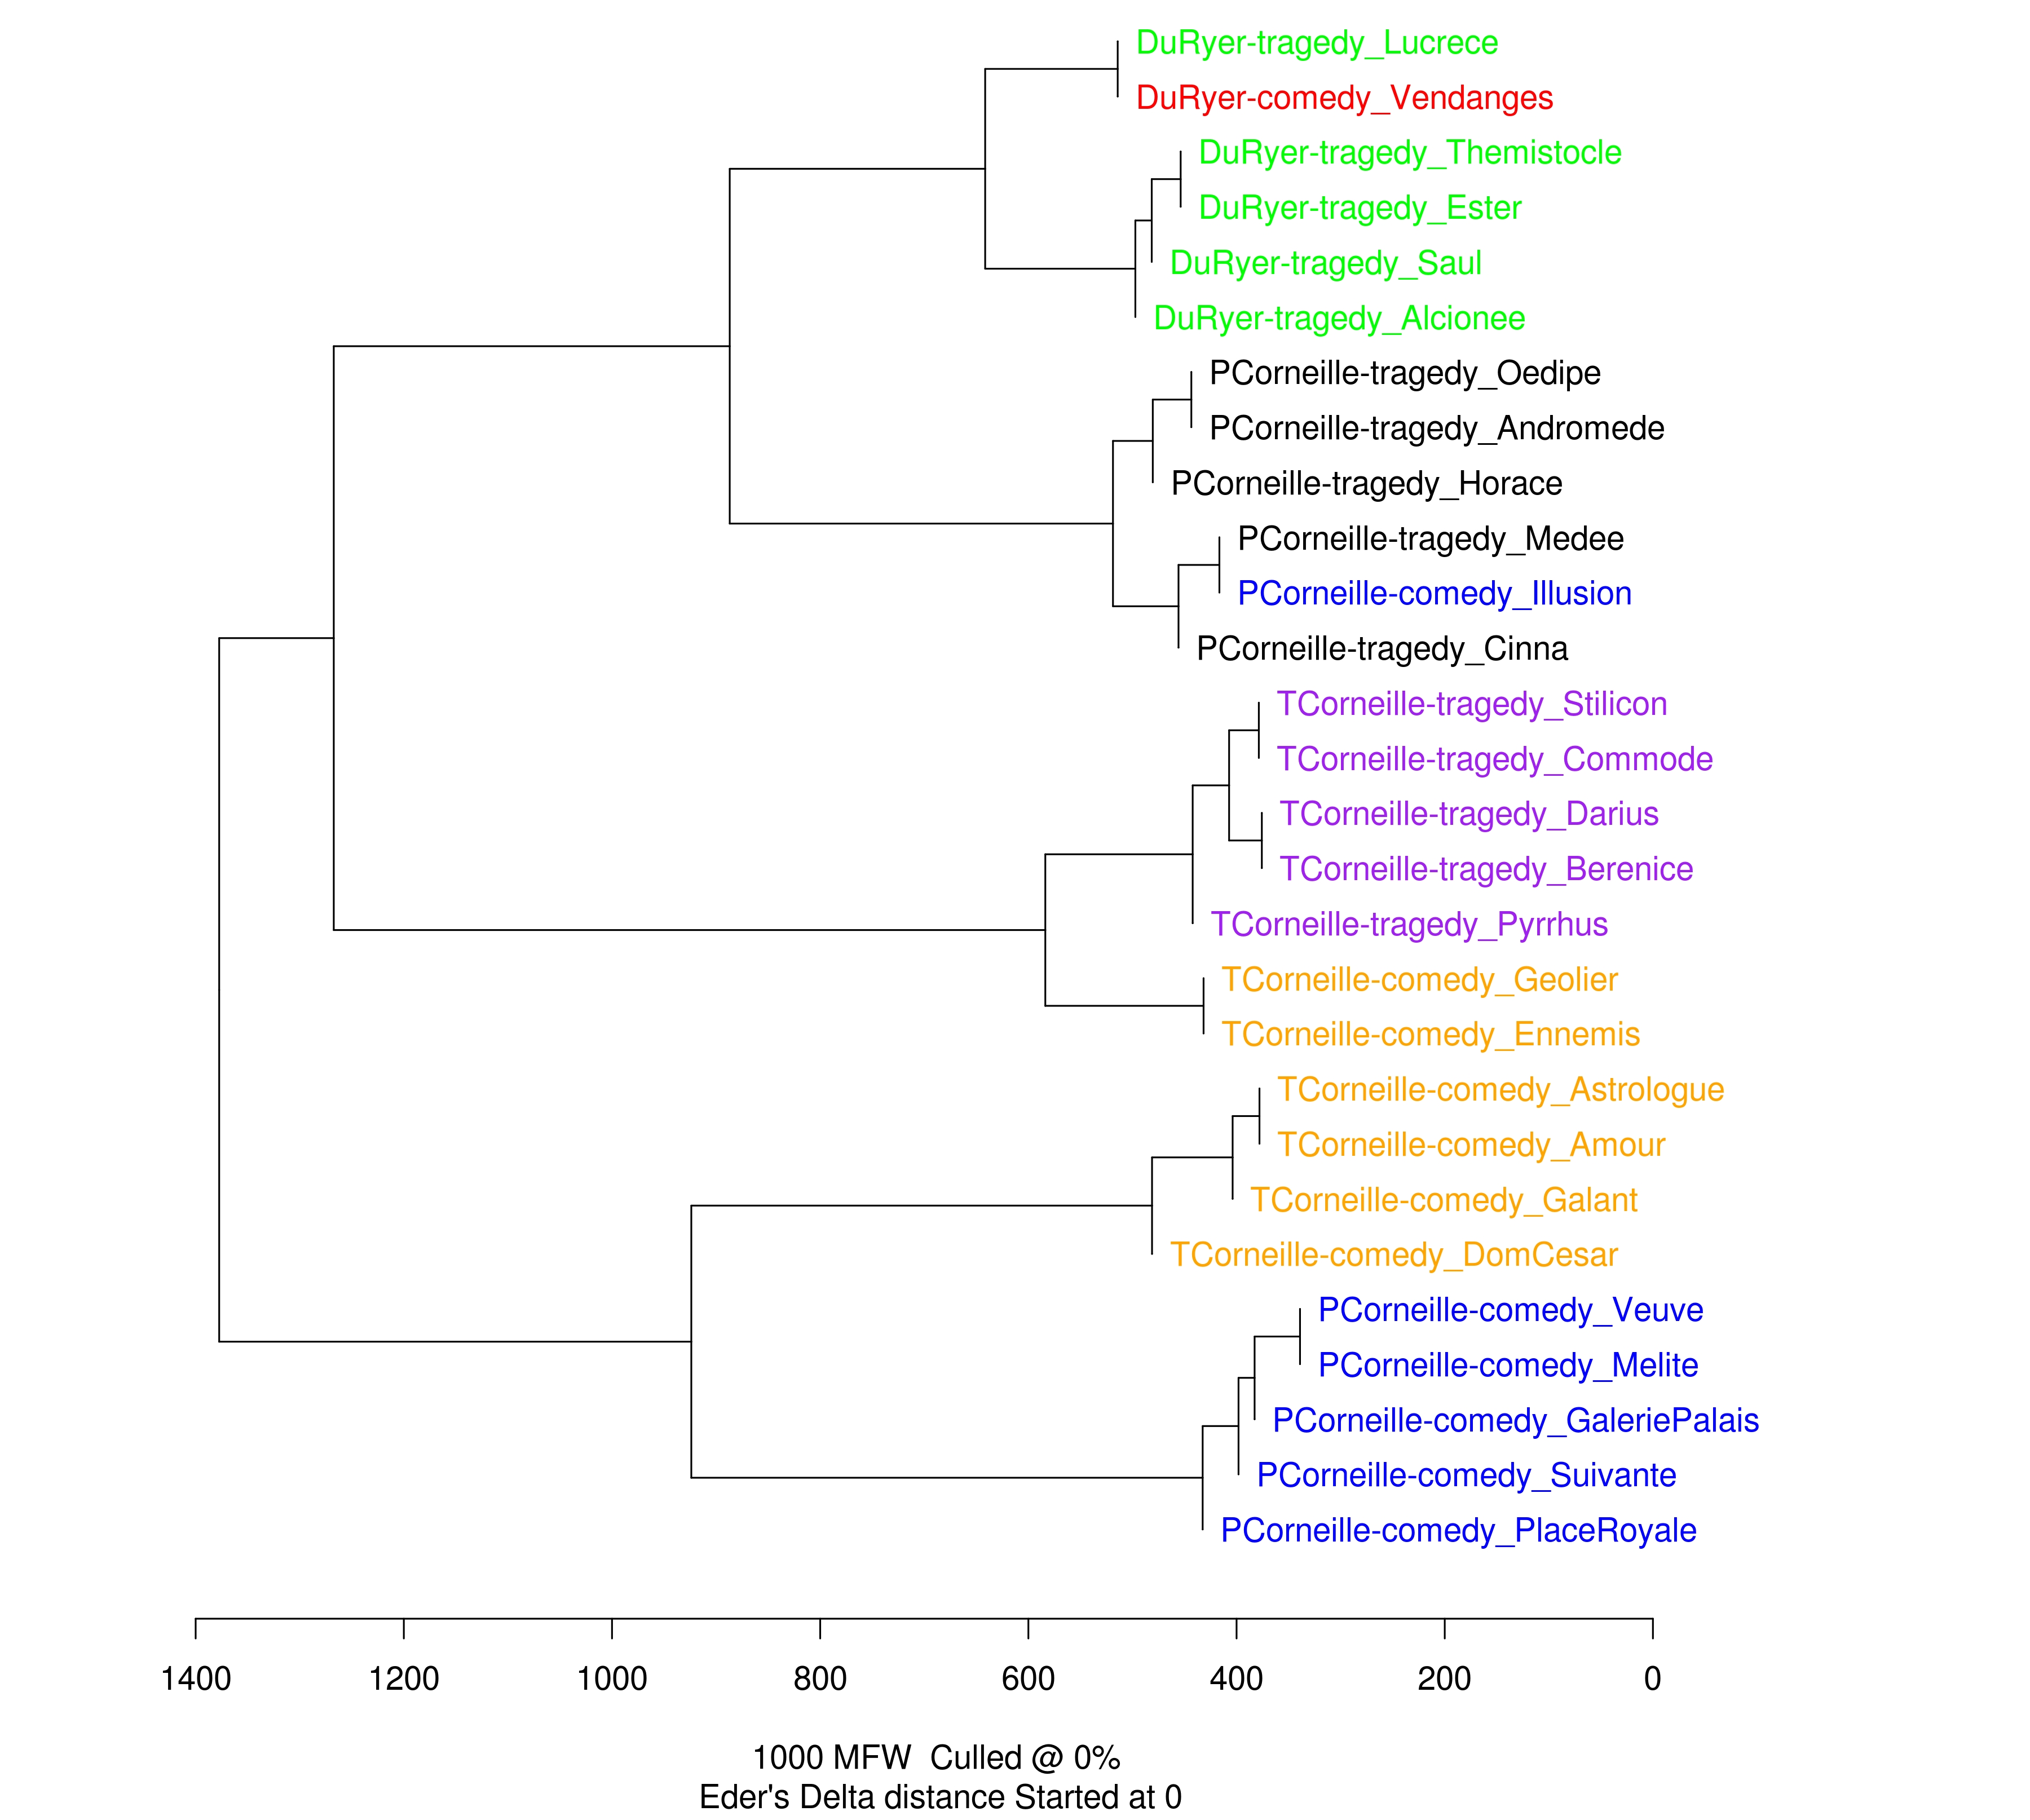 DuRyer-tragedy_Lucrece
DuRyer-comedy_Vendanges
DuRyer-tragedy_Themistocle
DuRyer-tragedy_Ester
DuRyer-tragedy_Saul
DuRyer-tragedy_Alcionee
PCorneille-tragedy_Oedipe
PCorneille-tragedy_Andromede
PCorneille-tragedy_Horace
PCorneille-tragedy_Medee
PCorneille-comedy_Illusion
PCorneille-tragedy_Cinna
TCorneille-tragedy_Stilicon
TCorneille-tragedy_Commode
TCorneille-tragedy_Darius
TCorneille-tragedy_Berenice
TCorneille-tragedy_Pyrrhus
TCorneille-comedy_Geolier
TCorneille-comedy_Ennemis
TCorneille-comedy_Astrologue
TCorneille-comedy_Amour
TCorneille-comedy_Galant
TCorneille-comedy_DomCesar
PCorneille-comedy_Veuve
PCorneille-comedy_Melite
PCorneille-comedy_GaleriePalais
PCorneille-comedy_Suivante
PCorneille-comedy_PlaceRoyale
1400 1200 1000 800 600 400 200 0
1000 MFW  Culled @ 0%
Eder's Delta distance Started at 0